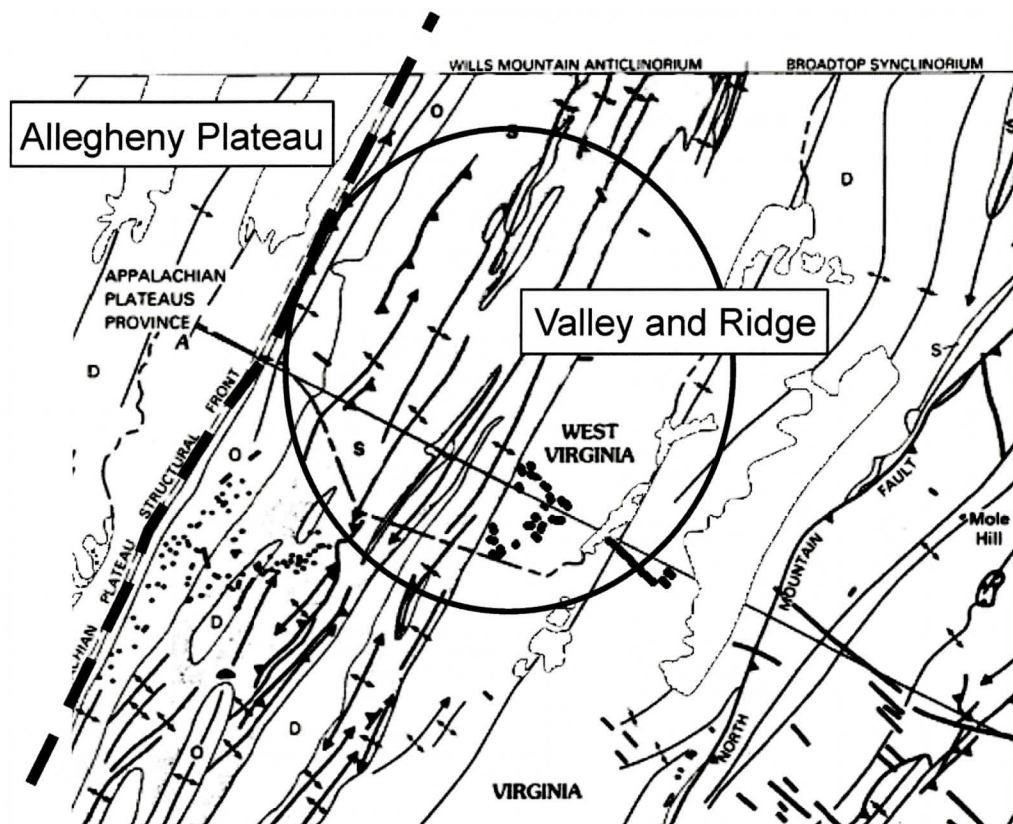 WILLS MOUNTAIN ANTICLINORIUM
BROADTOP SYNCLINORIUM
O
Allegheny Plateau
S
S
D
D
APPALACHIAN
PLATEAUS
PROVINCE
A
Valley and Ridge
S
D
FRONT
STRUCTURAL
PLATEAU
CHIAN
O
S
WEST
VIRGINIA
FAULT
MOUNTAIN
NORTH
Mole
Hill
D
D
O
VIRGINIA